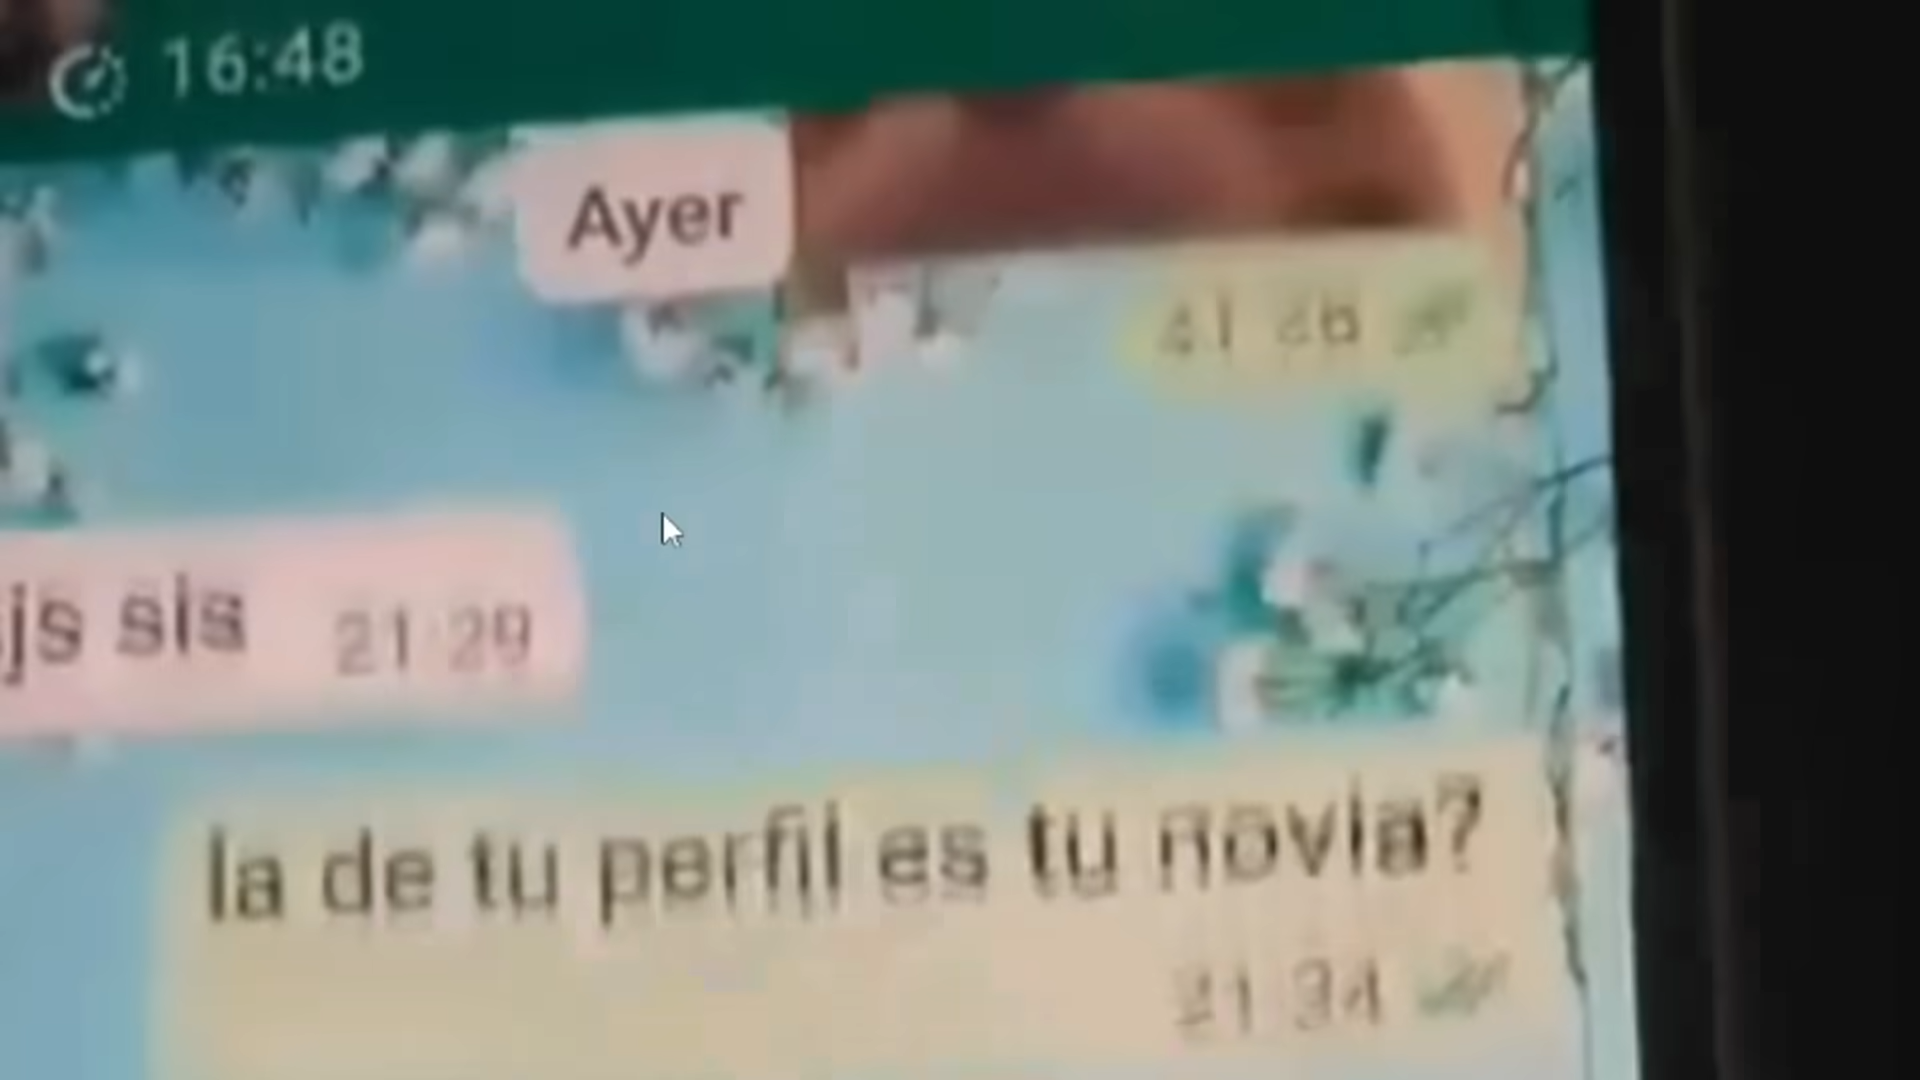 16:48
Ayer
js sis 21:29
la de tu perfil es tu novia?
21:34